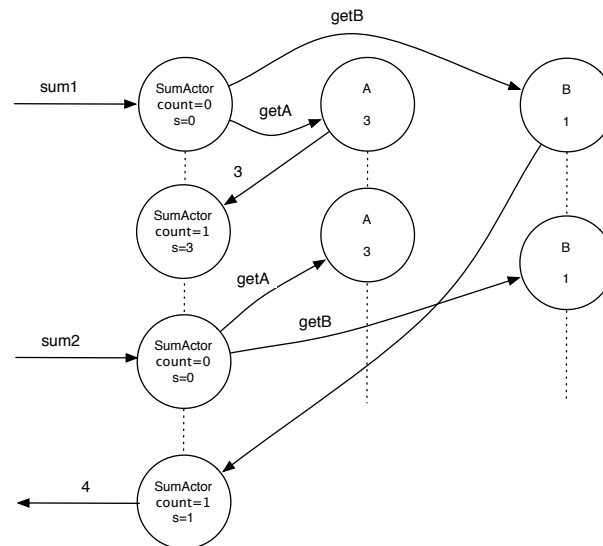 getB
sum1
SumActor
count=0
s=0
getA
A
3
B
1
3
SumActor
count=1
s=3
A
3
B
1
getA
getB
sum2
SumActor
count=0
s=0
4
SumActor
count=1
s=1